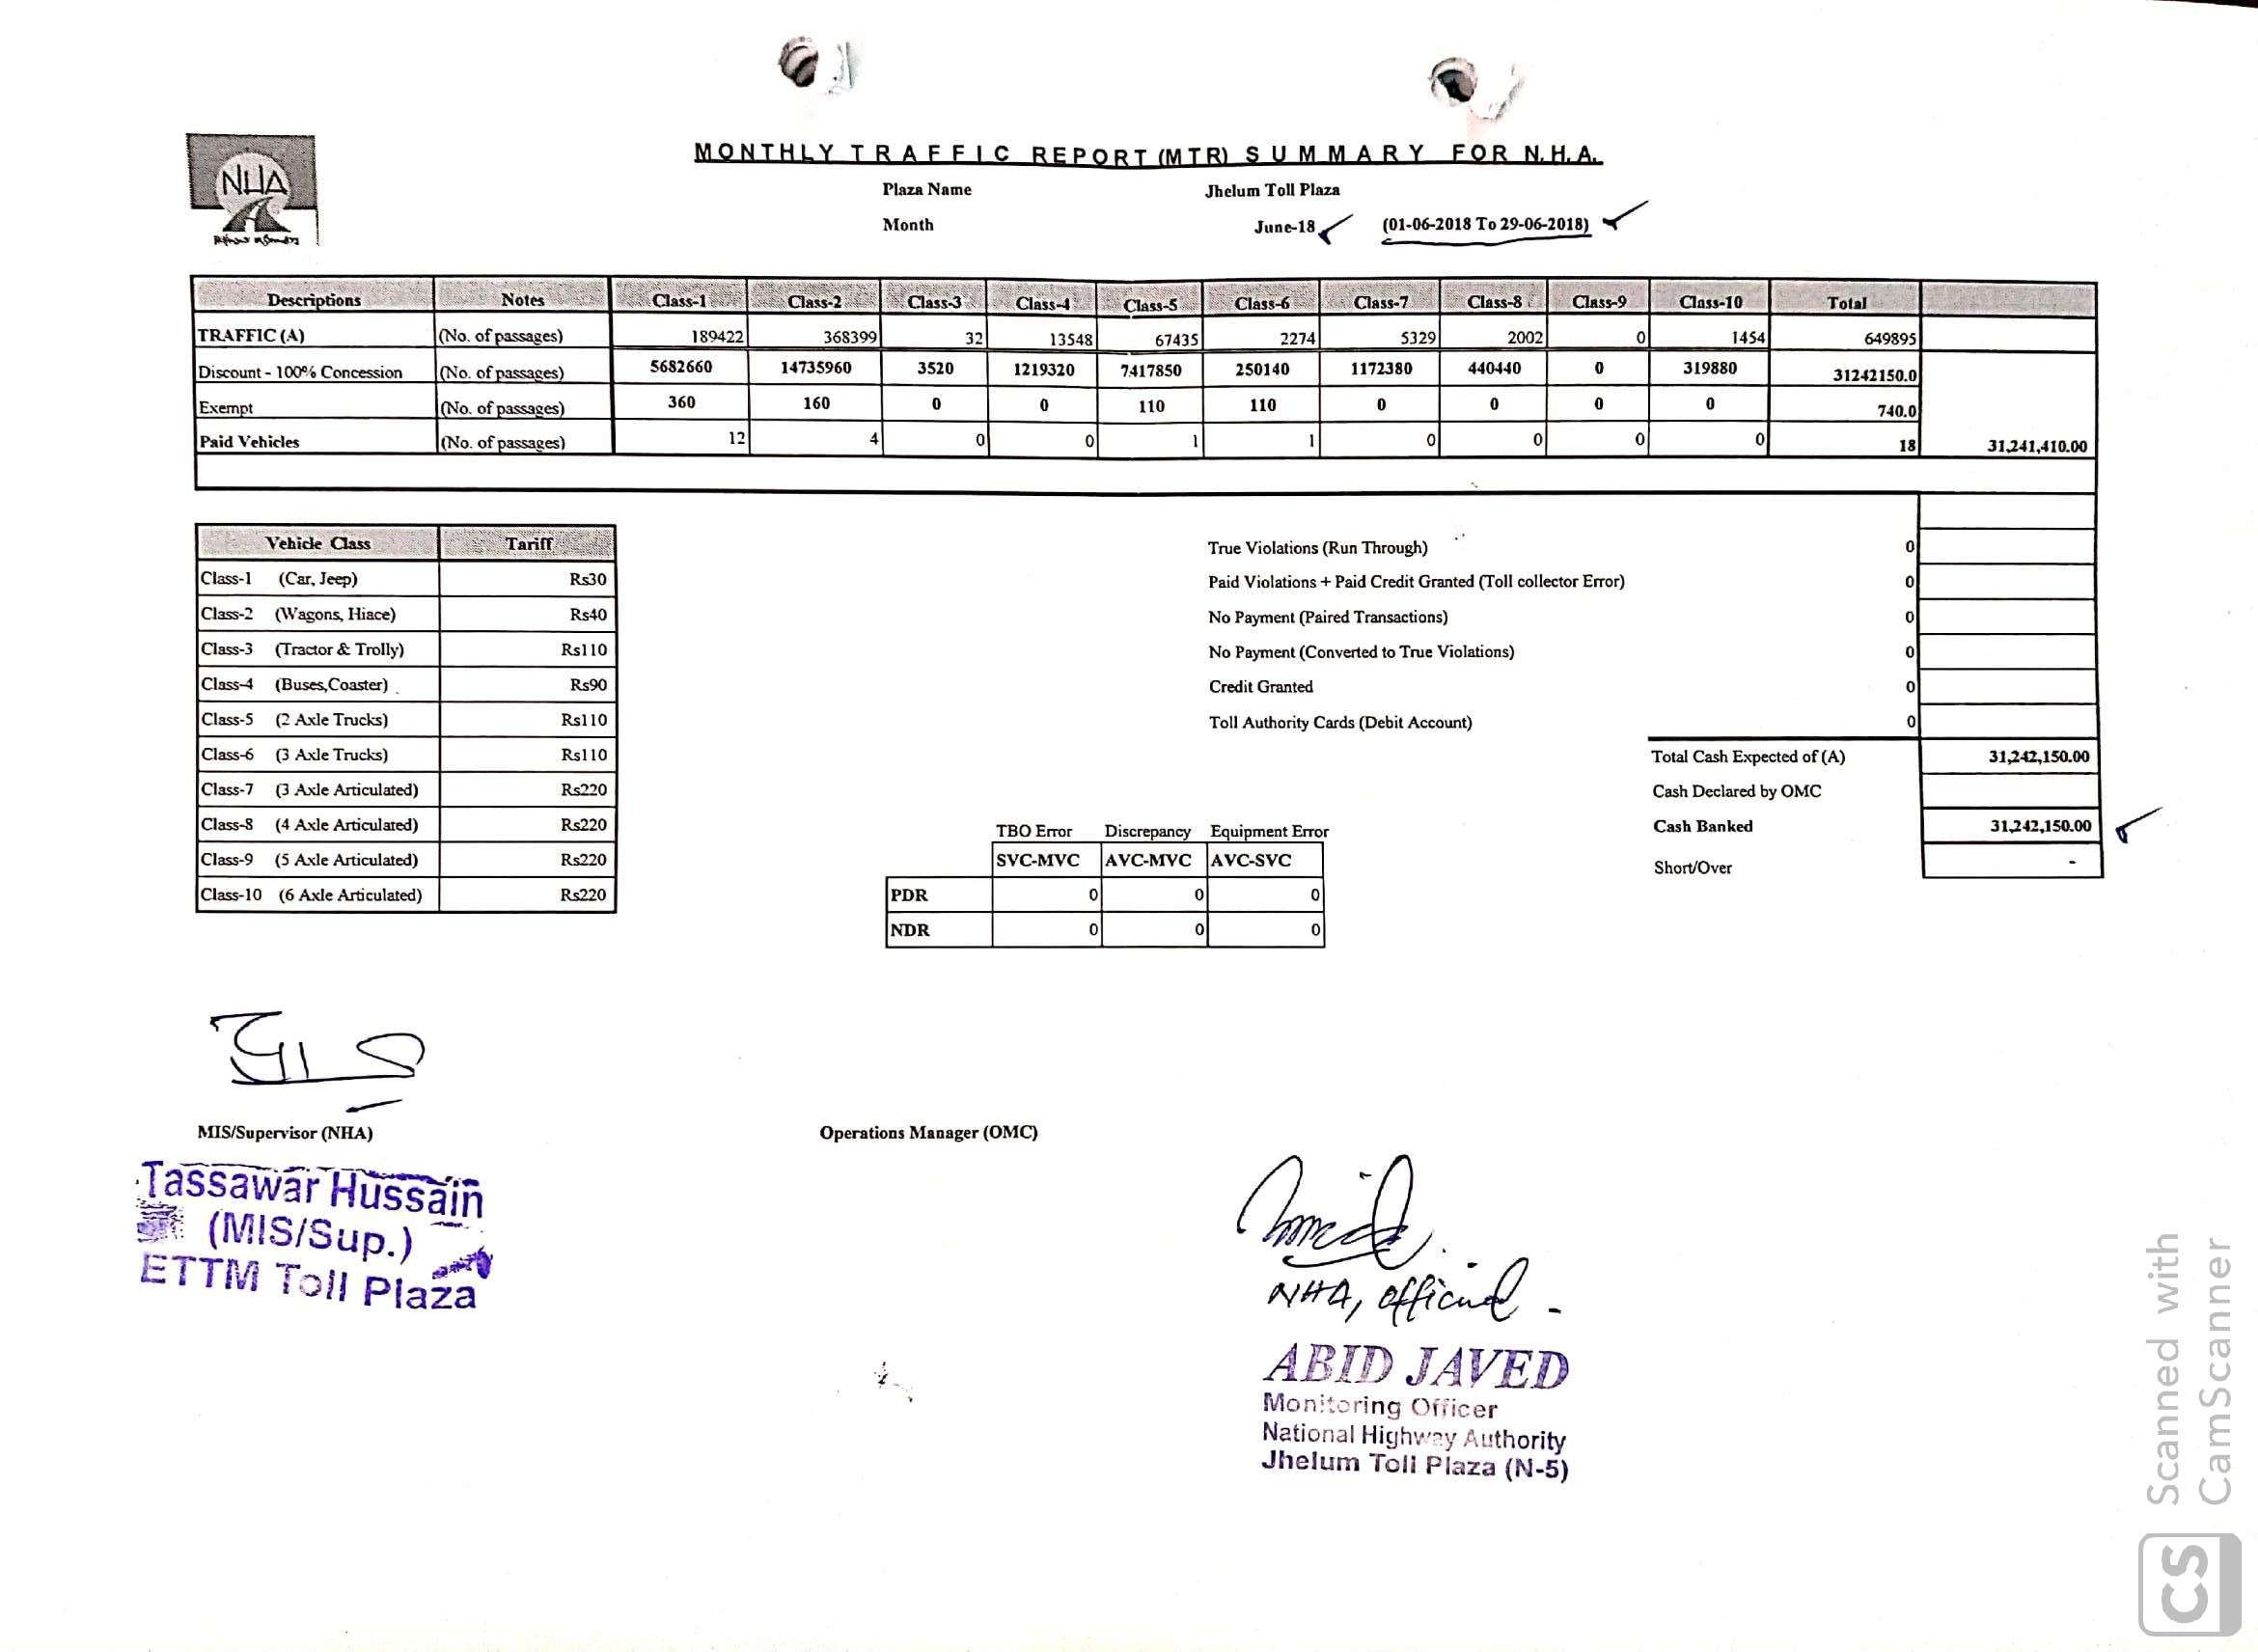 NHA
MONTHLY TRAFFIC REPORT (MTR) SUMMARY FOR N.H.A.
Plaza Name Jhelum Toll Plaza
Month June-18 (01-06-2018 To 29-06-2018)
Descriptions Notes Class-1 Class-2 Class-3 Class-4 Class-5 Class-6 Class-7 Class-8 Class-9 Class-10 Total
TRAFFIC (A) (No. of passages) 189422 368399 32 13548 67435 2274 5329 2002 0 1454 649895
Discount - 100% Concession (No. of passages) 5682660 14735960 3520 1219320 7417850 250140 1172380 440440 0 319880 31242150.0
Exempt (No. of passages) 360 160 0 0 110 110 0 0 0 0 740.0
Paid Vehicles (No. of passages) 12 4 0 0 1 1 0 0 0 0 18 31,241,410.00
Vehicle Class Tariff
Class-1 (Car, Jeep) Rs30
Class-2 (Wagons, Hiace) Rs40
Class-3 (Tractor & Trolly) Rs110
Class-4 (Buses,Coaster) Rs90
Class-5 (2 Axle Trucks) Rs110
Class-6 (3 Axle Trucks) Rs110
Class-7 (3 Axle Articulated) Rs220
Class-8 (4 Axle Articulated) Rs220
Class-9 (5 Axle Articulated) Rs220
Class-10 (6 Axle Articulated) Rs220
True Violations (Run Through) 0
Paid Violations + Paid Credit Granted (Toll collector Error) 0
No Payment (Paired Transactions) 0
No Payment (Converted to True Violations) 0
Credit Granted 0
Toll Authority Cards (Debit Account) 0
Total Cash Expected of (A) 31,242,150.00
Cash Declared by OMC
Cash Banked 31,242,150.00
Short/Over -
TBO Error Discrepancy Equipment Error
SVC-MVC AVC-MVC AVC-SVC
PDR 0 0 0
NDR 0 0 0
MIS/Supervisor (NHA) Operations Manager (OMC)
Tassawar Hussain
(MIS/Sup.)
ETTM Toll Plaza
NHA, official -
ABID JAVED
Monitoring Officer
National Highway Authority
Jhelum Toll Plaza (N-5)
Scanned with
CamScanner
CS